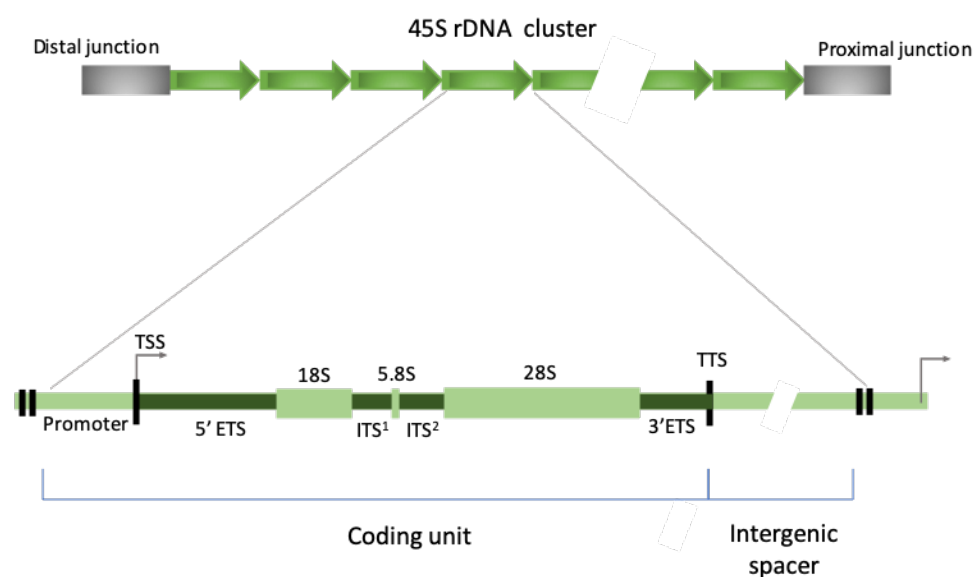 45S rDNA cluster
Distal junction
Proximal junction
TSS
18S
5.8S
28S
TTS
Promoter
5’ ETS
ITS¹
ITS²
3’ETS
Coding unit
Intergenic
spacer